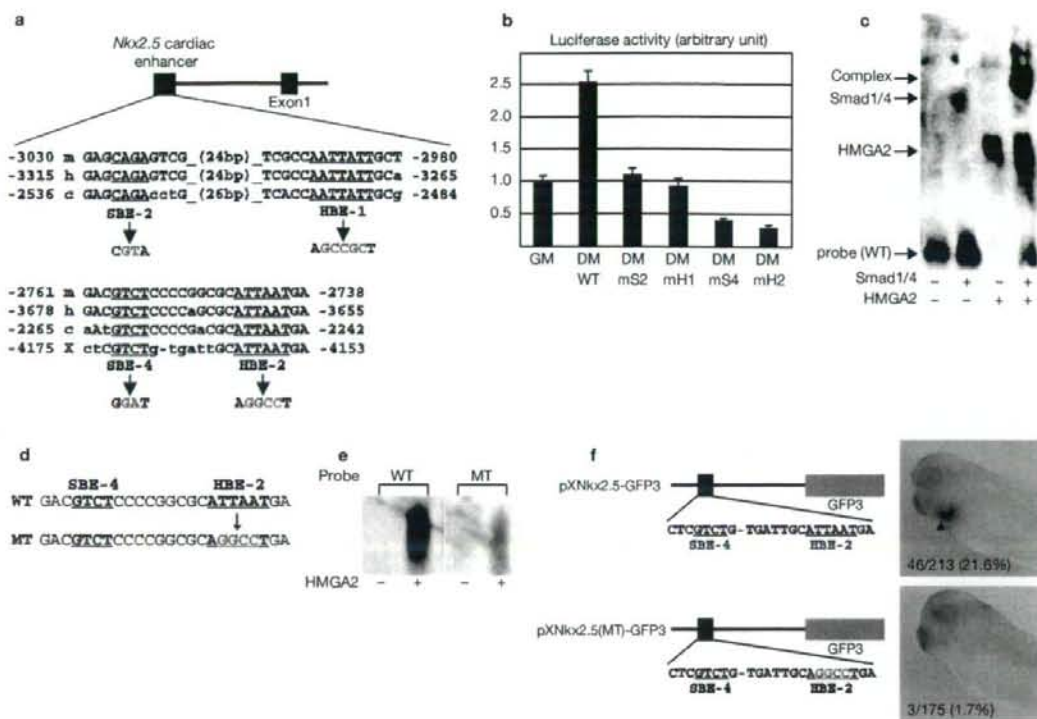 a
Nkx2.5 cardiac
enhancer
Exon1
-3030 m GAGCAGAGTCG_(24bp)_TCGCCAATTATTGCT -2980
-3315 h GAGCAGAGTCG_(24bp)_TCGCCAATTATTGCa -3265
-2536 c GAGCAGAcctG_(26bp)_TCACCAATTATTGCg -2484
SBE-2 HBE-1
CGTA AGCCGCT
-2761 m GACGTCTCCCCGGCGCATTAATGA -2738
-3678 h GACGTCTCCCCaGCGCATTAATGA -3655
-2265 c aAtGTCTCCCCGaCGCATTAATGA -2242
-4175 X ctCGTCTg-tgattGCATTAATGA -4153
SBE-4 HBE-2
GGAT AGGCCT
b
Luciferase activity (arbitrary unit)
2.5
2.0
1.5
1.0
0.5
GM DM DM DM DM DM
WT mS2 mH1 mS4 mH2
c
Complex
Smad1/4
HMGA2
probe (WT)
Smad1/4 − + − +
HMGA2 − − + +
d
SBE-4 HBE-2
WT GACGTCTCCCCGGCGCATTAATGA
MT GACGTCTCCCCGGCGCAGGCCTGA
e
Probe WT MT
HMGA2 − + − +
f
pXNkx2.5-GFP3
GFP3
CTCGTCTG-TGATTGCATTAATGA
SBE-4 HBE-2
46/213 (21.6%)
pXNkx2.5(MT)-GFP3
GFP3
CTCGTCTG-TGATTGCAGGCCTGA
SBE-4 HBE-2
3/175 (1.7%)